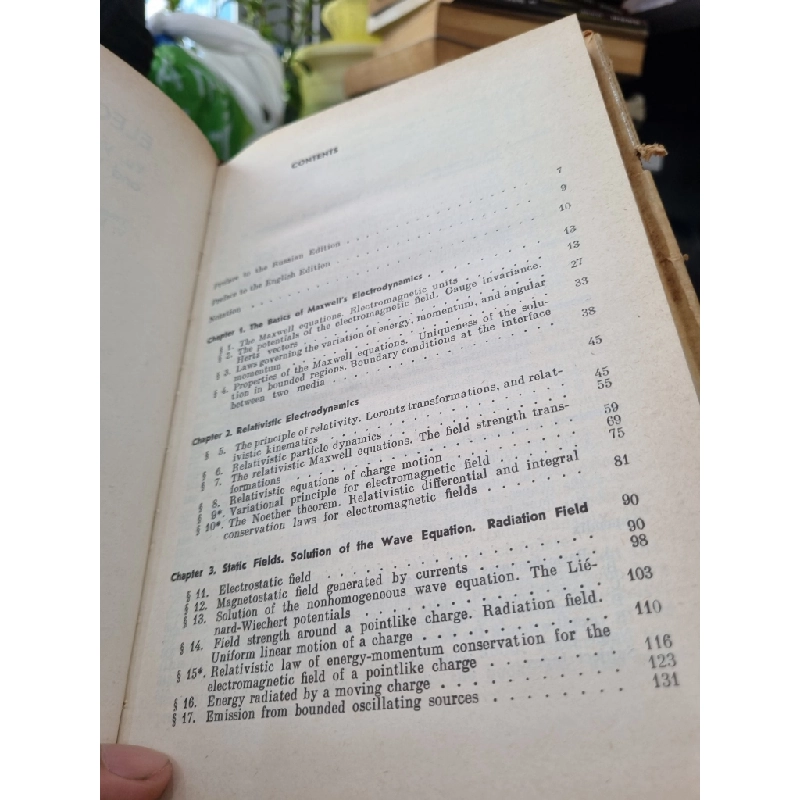 CONTENTS
Preface to the Russian Edition . . . . . . . . . . 7
Preface to the English Edition . . . . . . . . . . 9
Notation . . . . . . . . . . 10
Chapter 1. The Basics of Maxwell's Electrodynamics . . . . . . 13
§ 1. The Maxwell equations. Electromagnetic units . . . . 13
§ 2. The potentials of the electromagnetic field. Gauge invariance.
Hertz vectors . . . . . . . . . . 27
§ 3. Laws governing the variation of energy, momentum, and angular
momentum . . . . . . . . . . 33
§ 4. Properties of the Maxwell equations. Uniqueness of the solu-
tion in bounded regions. Boundary conditions at the interface
between two media . . . . . . . . . . 38
Chapter 2. Relativistic Electrodynamics . . . . . . . . 45
§ 5. The principle of relativity. Lorentz transformations, and relat-
ivistic kinematics . . . . . . . . . . 45
§ 6. Relativistic particle dynamics . . . . . . . . 55
§ 7. The relativistic Maxwell equations. The field strength trans-
formations . . . . . . . . . . 59
§ 8. Relativistic equations of charge motion . . . . . . 69
§ 9*. Variational principle for electromagnetic field . . . . 75
§ 10*. The Noether theorem. Relativistic differential and integral
conservation laws for electromagnetic fields . . . . . . 81
Chapter 3. Static Fields. Solution of the Wave Equation. Radiation Field 90
§ 11. Electrostatic field . . . . . . . . . . 90
§ 12. Magnetostatic field generated by currents . . . . . . 98
§ 13. Solution of the nonhomogeneous wave equation. The Lié-
nard-Wiechert potentials . . . . . . . . . . 103
§ 14. Field strength around a pointlike charge. Radiation field.
Uniform linear motion of a charge . . . . . . . . 110
§ 15*. Relativistic law of energy-momentum conservation for the
electromagnetic field of a pointlike charge . . . . . . 116
§ 16. Energy radiated by a moving charge . . . . . . . . 123
§ 17. Emission from bounded oscillating sources . . . . . . 131